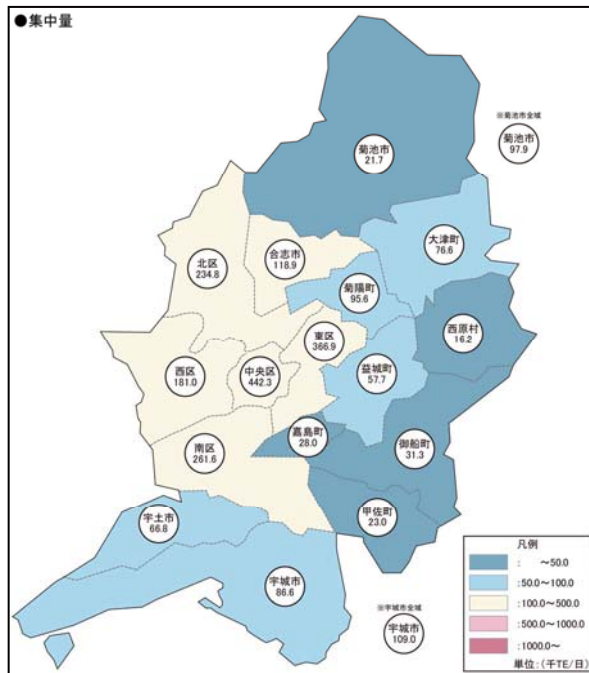 ●集中量
※菊池市全域
菊池市
97.9
菊池市
21.7
大津町
76.6
合志市
118.9
北区
234.8
菊陽町
95.6
西原村
16.2
東区
366.9
益城町
57.7
西区
181.0
中央区
442.3
嘉島町
28.0
御船町
31.3
南区
261.6
甲佐町
23.0
宇土市
66.8
宇城市
86.6
※宇城市全域
宇城市
109.0
凡例
: ～50.0
:50.0～100.0
:100.0～500.0
:500.0～1000.0
:1000.0～
単位:(千TE/日)